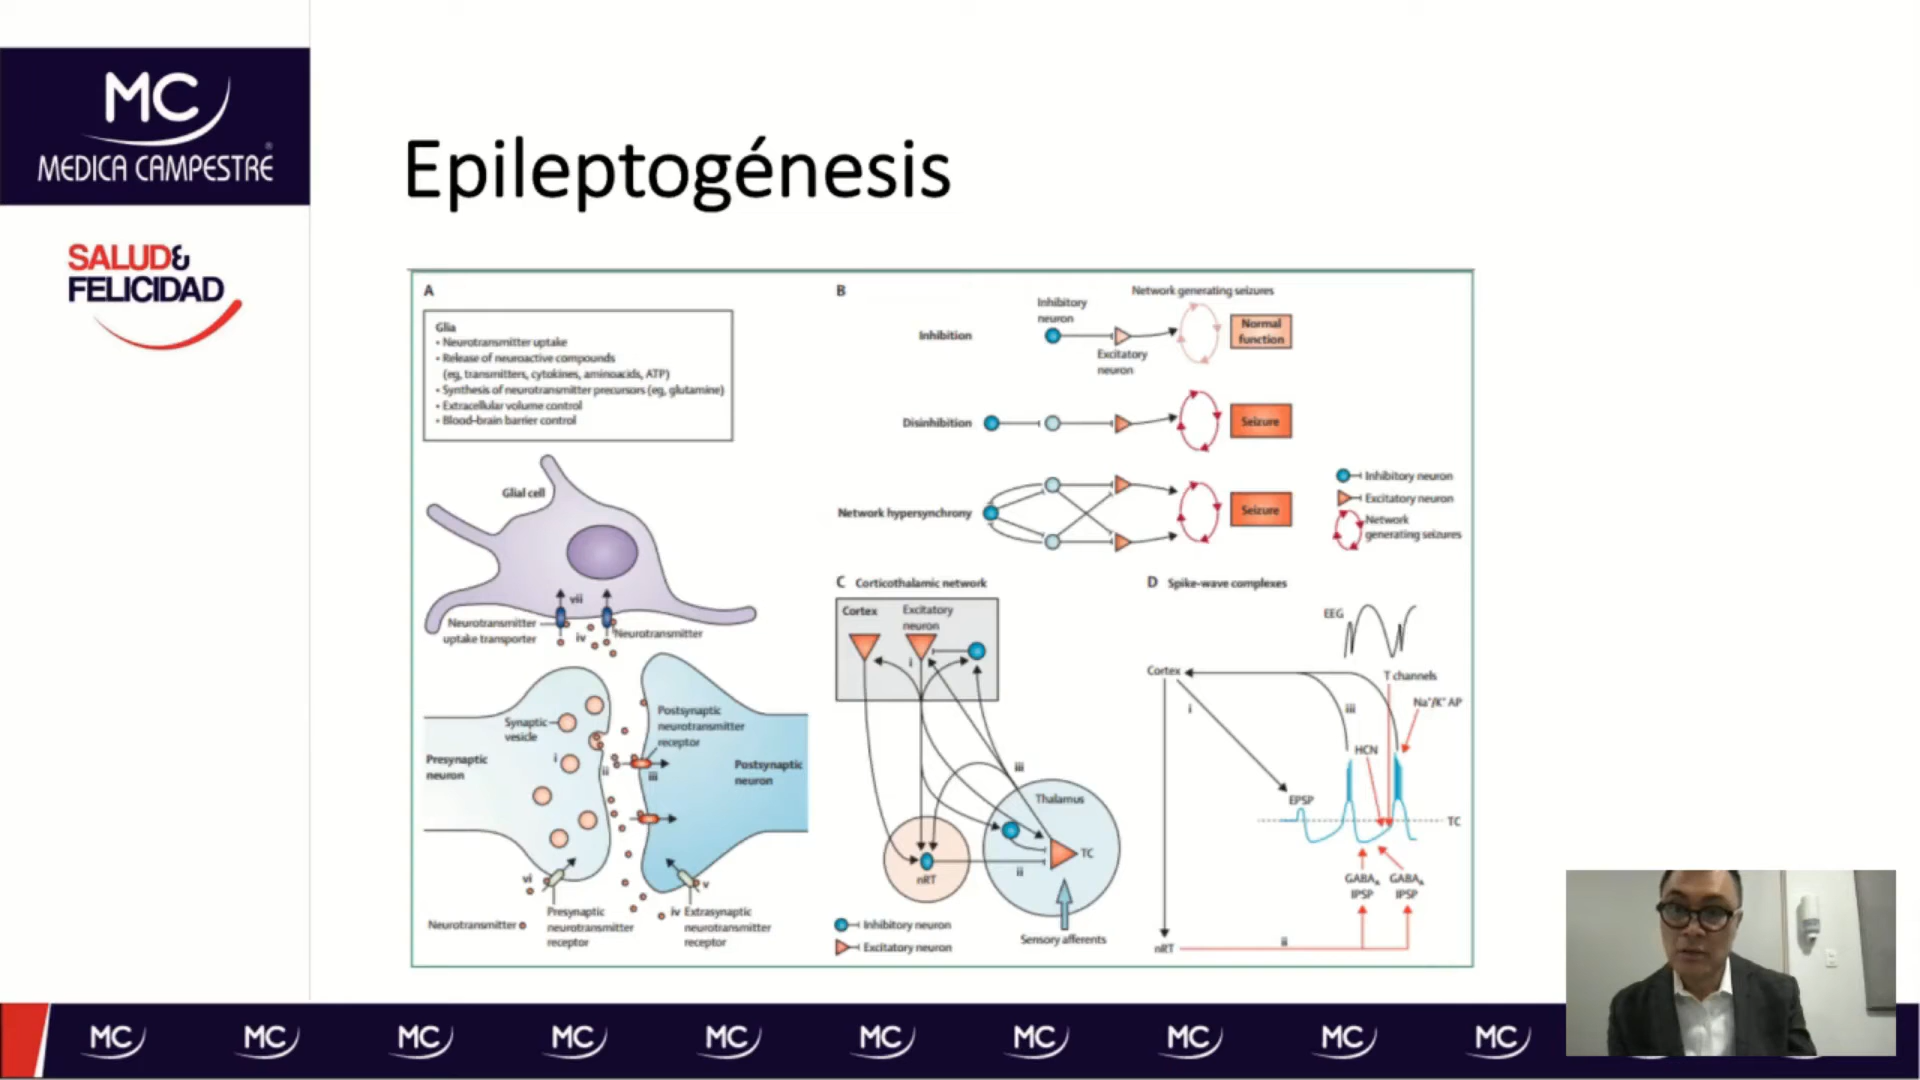 MC
MEDICA CAMPESTRE
®
SALUD&
FELICIDAD
Epileptogénesis
A
Glia
• Neurotransmitter uptake
• Release of neuroactive compounds
(eg, transmitters, cytokines, aminoacids, ATP)
• Synthesis of neurotransmitter precursors (eg, glutamine)
• Extracellular volume control
• Blood-brain barrier control
Glial cell
vii
Neurotransmitter
uptake transporter
iv
Neurotransmitter
Synaptic
vesicle
Postsynaptic
neurotransmitter
receptor
Presynaptic
neuron
i
ii
iii
Postsynaptic
neuron
vi
v
Neurotransmitter
Presynaptic
neurotransmitter
receptor
iv Extrasynaptic
neurotransmitter
receptor
B
Network generating seizures
Inhibitory
neuron
Inhibition
Excitatory
neuron
Normal
function
Disinhibition
Seizure
Network hypersynchrony
Seizure
Inhibitory neuron
Excitatory neuron
Network
generating seizures
C Corticothalamic network
Cortex
Excitatory
neuron
i
iii
Thalamus
TC
nRT
ii
Sensory afferents
Inhibitory neuron
Excitatory neuron
D Spike-wave complexes
EEG
Cortex
T channels
i
iii
Na⁺/K⁺ AP
HCN
EPSP
TC
GABA
IPSP
GABA
IPSP
nRT
ii
MC
MC
MC
MC
MC
MC
MC
MC
MC
MC